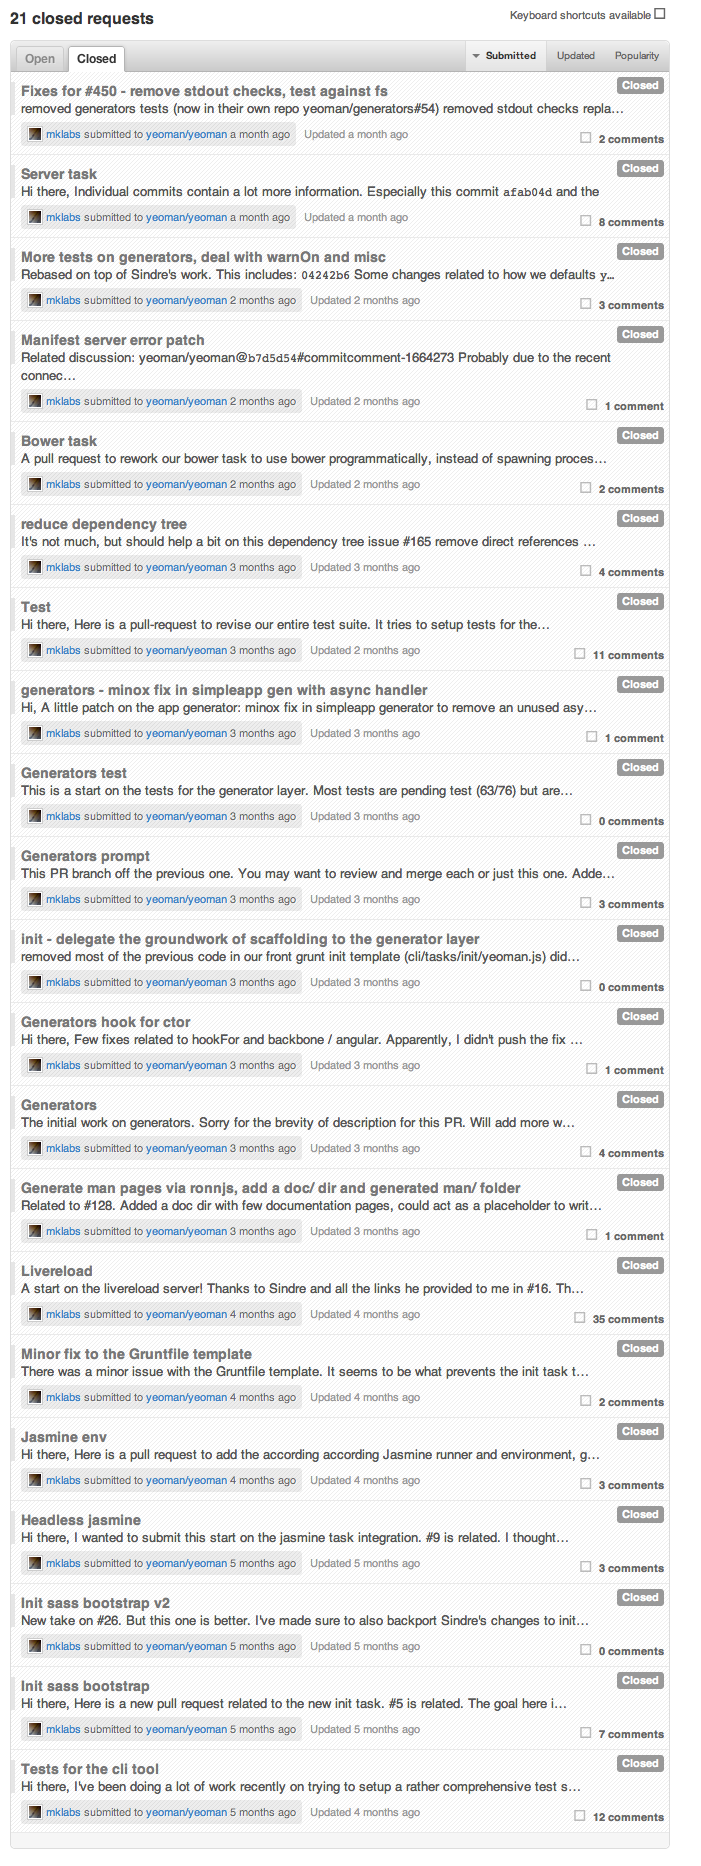 21 closed requests
Keyboard shortcuts available
Open
Closed
Submitted
Updated
Popularity
Closed
Fixes for #450 - remove stdout checks, test against fs
removed generators tests (now in their own repo yeoman/generators#54) removed stdout checks repla…
mklabs submitted to yeoman/yeoman a month ago Updated a month ago
2 comments
Closed
Server task
Hi there, Individual commits contain a lot more information. Especially this commit afab04d and the
mklabs submitted to yeoman/yeoman a month ago Updated a month ago
8 comments
Closed
More tests on generators, deal with warnOn and misc
Rebased on top of Sindre's work. This includes: 04242b6 Some changes related to how we defaults y…
mklabs submitted to yeoman/yeoman 2 months ago Updated 2 months ago
3 comments
Closed
Manifest server error patch
Related discussion: yeoman/yeoman@b7d5d54#commitcomment-1664273 Probably due to the recent
connec…
mklabs submitted to yeoman/yeoman 2 months ago Updated 2 months ago
1 comment
Closed
Bower task
A pull request to rework our bower task to use bower programmatically, instead of spawning proces…
mklabs submitted to yeoman/yeoman 2 months ago Updated 2 months ago
2 comments
Closed
reduce dependency tree
It's not much, but should help a bit on this dependency tree issue #165 remove direct references …
mklabs submitted to yeoman/yeoman 3 months ago Updated 3 months ago
4 comments
Closed
Test
Hi there, Here is a pull-request to revise our entire test suite. It tries to setup tests for the…
mklabs submitted to yeoman/yeoman 3 months ago Updated 2 months ago
11 comments
Closed
generators - minox fix in simpleapp gen with async handler
Hi, A little patch on the app generator: minox fix in simpleapp generator to remove an unused asy…
mklabs submitted to yeoman/yeoman 3 months ago Updated 3 months ago
1 comment
Closed
Generators test
This is a start on the tests for the generator layer. Most tests are pending test (63/76) but are…
mklabs submitted to yeoman/yeoman 3 months ago Updated 3 months ago
0 comments
Closed
Generators prompt
This PR branch off the previous one. You may want to review and merge each or just this one. Adde…
mklabs submitted to yeoman/yeoman 3 months ago Updated 3 months ago
3 comments
Closed
init - delegate the groundwork of scaffolding to the generator layer
removed most of the previous code in our front grunt init template (cli/tasks/init/yeoman.js) did…
mklabs submitted to yeoman/yeoman 3 months ago Updated 3 months ago
0 comments
Closed
Generators hook for ctor
Hi there, Few fixes related to hookFor and backbone / angular. Apparently, I didn't push the fix …
mklabs submitted to yeoman/yeoman 3 months ago Updated 3 months ago
1 comment
Closed
Generators
The initial work on generators. Sorry for the brevity of description for this PR. Will add more w…
mklabs submitted to yeoman/yeoman 3 months ago Updated 3 months ago
4 comments
Closed
Generate man pages via ronnjs, add a doc/ dir and generated man/ folder
Related to #128. Added a doc dir with few documentation pages, could act as a placeholder to writ…
mklabs submitted to yeoman/yeoman 3 months ago Updated 3 months ago
1 comment
Closed
Livereload
A start on the livereload server! Thanks to Sindre and all the links he provided to me in #16. Th…
mklabs submitted to yeoman/yeoman 4 months ago Updated 4 months ago
35 comments
Closed
Minor fix to the Gruntfile template
There was a minor issue with the Gruntfile template. It seems to be what prevents the init task t…
mklabs submitted to yeoman/yeoman 4 months ago Updated 4 months ago
2 comments
Closed
Jasmine env
Hi there, Here is a pull request to add the according according Jasmine runner and environment, g…
mklabs submitted to yeoman/yeoman 4 months ago Updated 4 months ago
3 comments
Closed
Headless jasmine
Hi there, I wanted to submit this start on the jasmine task integration. #9 is related. I thought…
mklabs submitted to yeoman/yeoman 5 months ago Updated 5 months ago
3 comments
Closed
Init sass bootstrap v2
New take on #26. But this one is better. I've made sure to also backport Sindre's changes to init…
mklabs submitted to yeoman/yeoman 5 months ago Updated 5 months ago
0 comments
Closed
Init sass bootstrap
Hi there, Here is a new pull request related to the new init task. #5 is related. The goal here i…
mklabs submitted to yeoman/yeoman 5 months ago Updated 5 months ago
7 comments
Closed
Tests for the cli tool
Hi there, I've been doing a lot of work recently on trying to setup a rather comprehensive test s…
mklabs submitted to yeoman/yeoman 5 months ago Updated 4 months ago
12 comments